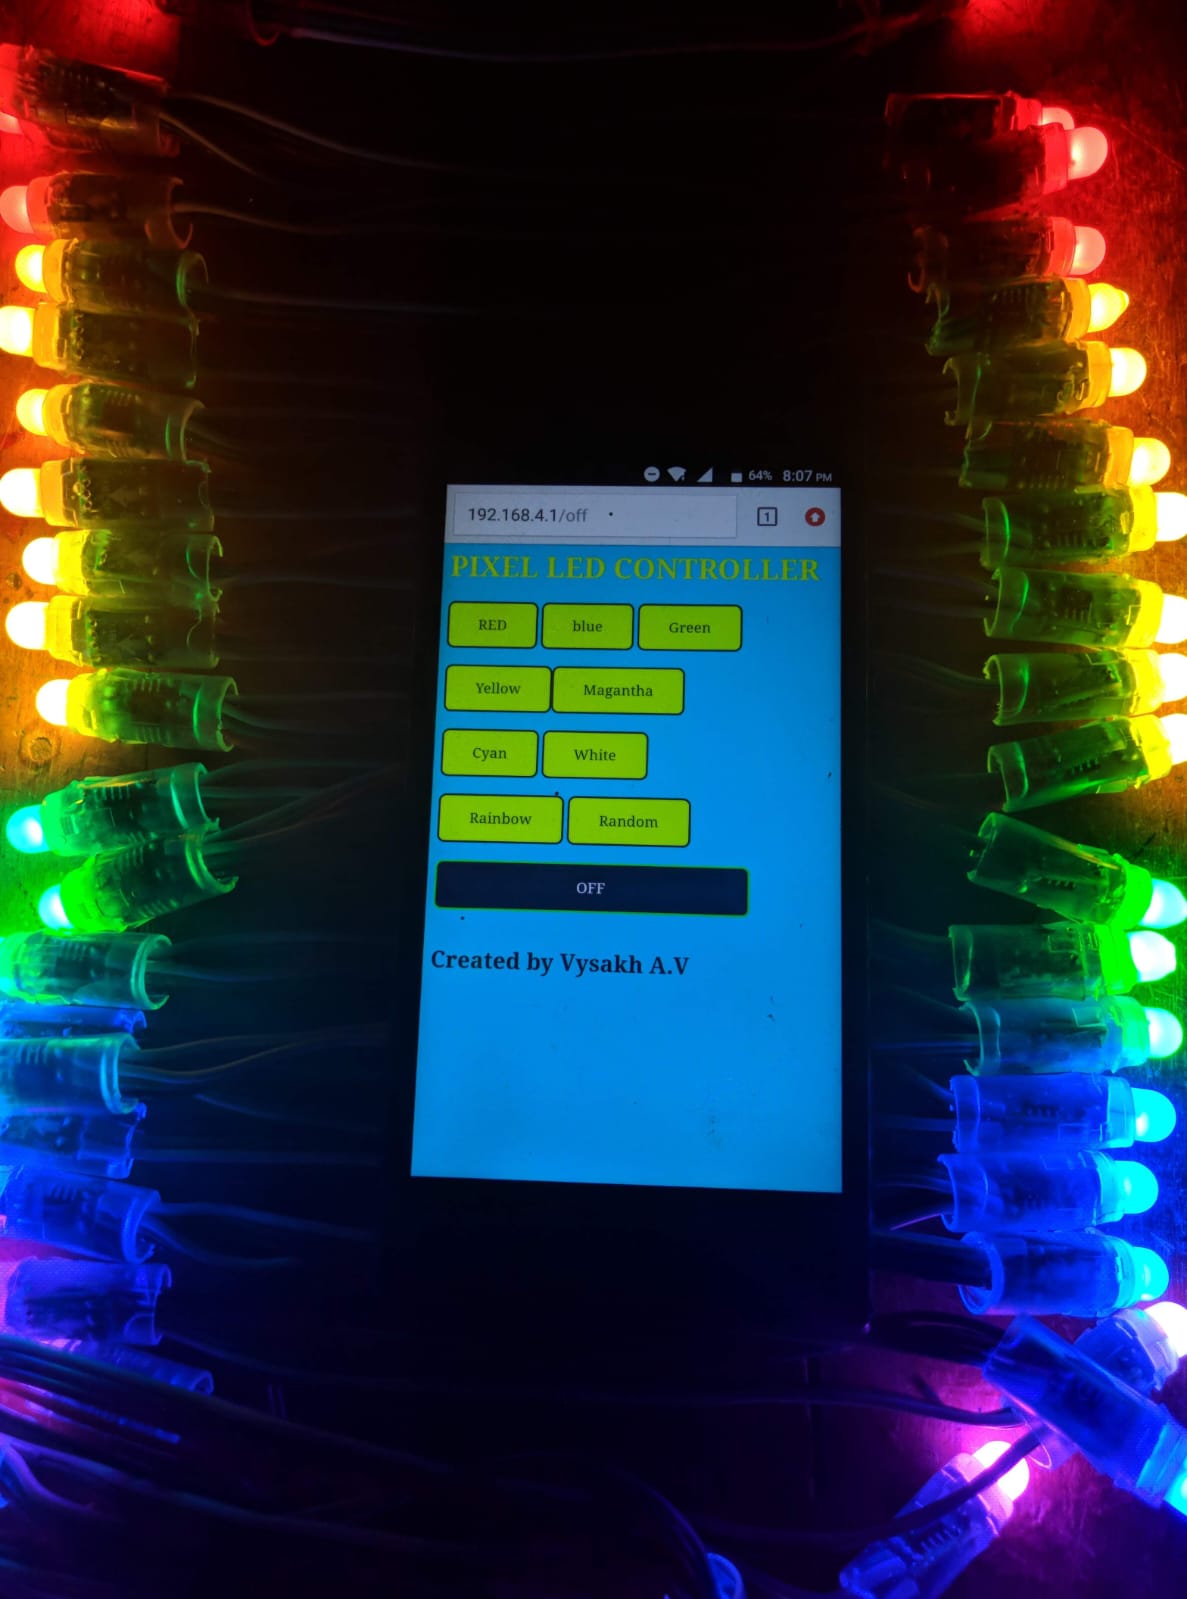 64% 8:07 PM
192.168.4.1/off 1
PIXEL LED CONTROLLER
RED blue Green
Yellow Magantha
Cyan White
Rainbow Random
OFF
Created by Vysakh A.V